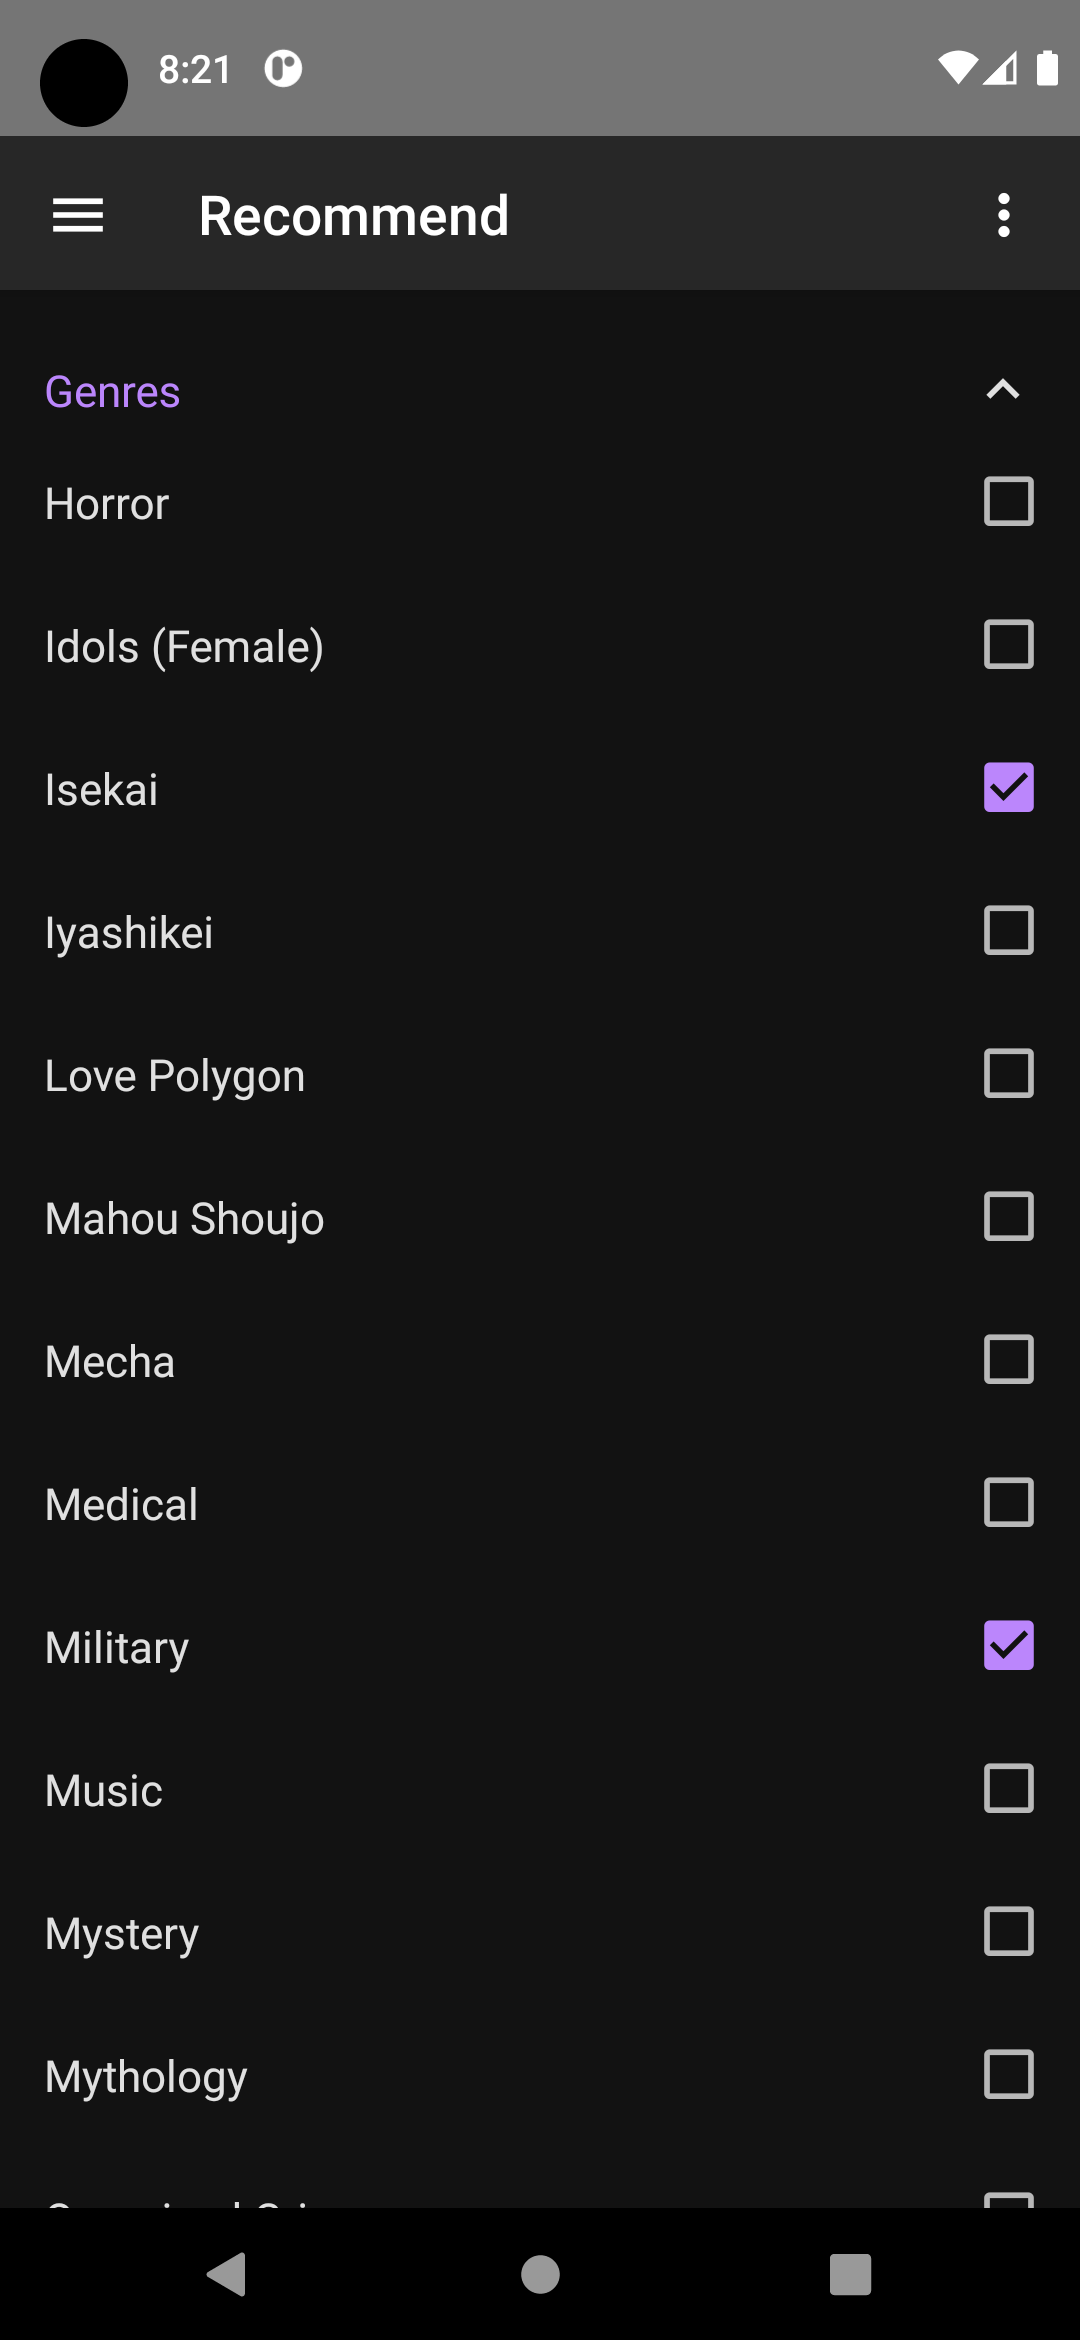 8:21
Recommend
Genres
Horror
Idols (Female)
Isekai
Iyashikei
Love Polygon
Mahou Shoujo
Mecha
Medical
Military
Music
Mystery
Mythology